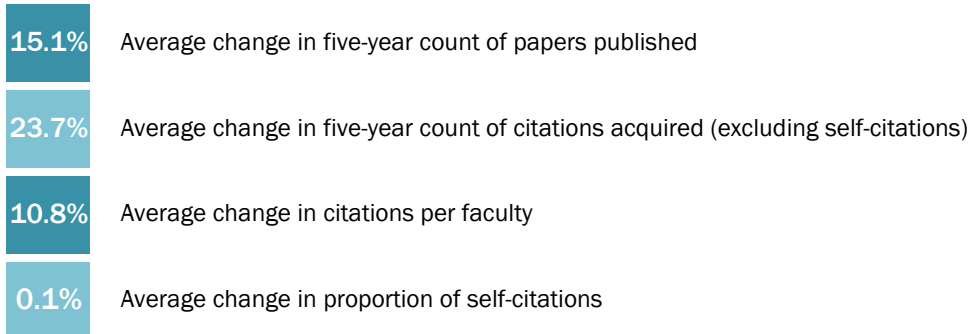 15.1% Average change in five-year count of papers published
23.7% Average change in five-year count of citations acquired (excluding self-citations)
10.8% Average change in citations per faculty
0.1% Average change in proportion of self-citations